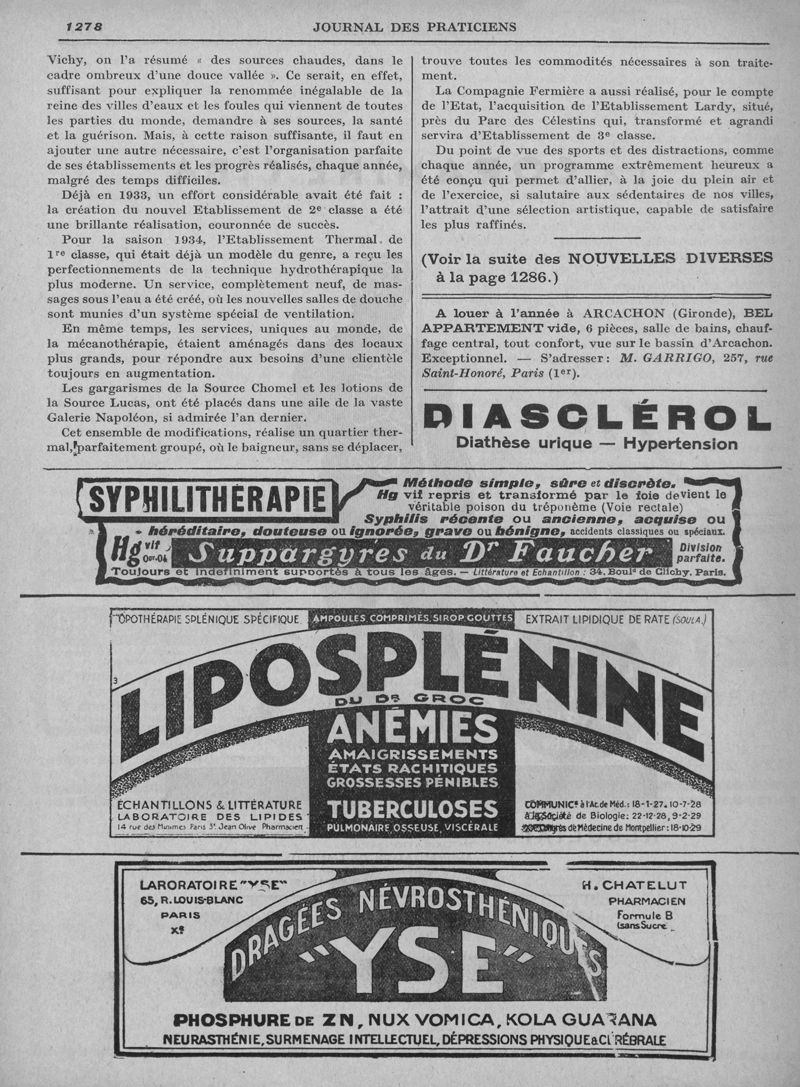 1278
JOURNAL DES PRATICIENS
Vichy, on l'a résumé « des sources chaudes, dans le
cadre ombreux d'une douce vallée ». Ce serait, en effet,
suffisant pour expliquer la renommée inégalable de la
reine des villes d'eaux et les foules qui viennent de toutes
les parties du monde, demandre à ses sources, la santé
et la guérison. Mais, à cette raison suffisante, il faut en
ajouter une autre nécessaire, c'est l'organisation parfaite
de ses établissements et les progrès réalisés, chaque année,
malgré des temps difficiles.
Déjà en 1933, un effort considérable avait été fait :
la création du nouvel Etablissement de 2e classe a été
une brillante réalisation, couronnée de succès.
Pour la saison 1934, l'Etablissement Thermal de
1re classe, qui était déjà un modèle du genre, a reçu les
perfectionnements de la technique hydrothérapique la
plus moderne. Un service, complètement neuf, de mas-
sages sous l'eau a été créé, où les nouvelles salles de douche
sont munies d'un système spécial de ventilation.
En même temps, les services, uniques au monde, de
la mécanothérapie, étaient aménagés dans des locaux
plus grands, pour répondre aux besoins d'une clientèle
toujours en augmentation.
Les gargarismes de la Source Chomel et les lotions de
la Source Lucas, ont été placés dans une aile de la vaste
Galerie Napoléon, si admirée l'an dernier.
Cet ensemble de modifications, réalise un quartier ther-
mal, parfaitement groupé, où le baigneur, sans se déplacer,
trouve toutes les commodités nécessaires à son traite-
ment.
La Compagnie Fermière a aussi réalisé, pour le compte
de l'Etat, l'acquisition de l'Etablissement Lardy, situé,
près du Parc des Célestins qui, transformé et agrandi
servira d'Etablissement de 3e classe.
Du point de vue des sports et des distractions, comme
chaque année, un programme extrêmement heureux a
été conçu qui permet d'allier, à la joie du plein air et
de l'exercice, si salutaire aux sédentaires de nos villes,
l'attrait d'une sélection artistique, capable de satisfaire
les plus raffinés.
(Voir la suite des NOUVELLES DIVERSES
à la page 1286.)
A louer à l'année à ARCACHON (Gironde), BEL
APPARTEMENT vide, 6 pièces, salle de bains, chauf-
fage central, tout confort, vue sur le bassin d'Arcachon.
Exceptionnel. — S'adresser : M. GARRIGO, 257, rue
Saint-Honoré, Paris (1er).
DIASCLÉROL
Diathèse urique — Hypertension
SYPHILITHÉRAPIE
Méthode simple, sûre et discrète.
Hg vif repris et transformé par le foie devient le
véritable poison du tréponème (Voie rectale)
Syphilis récente ou ancienne, acquise ou
héréditaire, douteuse ou ignorée, grave ou bénigne, accidents classiques ou spéciaux.
Hg vif 0gr.04 Suppargyres du Dr Faucher Division parfaite.
Toujours et indéfiniment supportés à tous les âges. — Littérature et Echantillon : 34. Bould de Clichy. Paris.
OPOTHÉRAPIE SPLÉNIQUE SPÉCIFIQUE
AMPOULES, COMPRIMÉS, SIROP, GOUTTES
EXTRAIT LIPIDIQUE DE RATE (SOULA.)
LIPOSPLÉNINE
DU DR GROC
ANÉMIES
AMAIGRISSEMENTS
ÉTATS RACHITIQUES
GROSSESSES PÉNIBLES
TUBERCULOSES
PULMONAIRE, OSSEUSE, VISCÉRALE
ÉCHANTILLONS & LITTÉRATURE
LABORATOIRE DES LIPIDES
14 rue des Minimes Paris 3e Jean Olive Pharmacien
COMMUNICs à l'Ac. de Méd.: 18-1-27. 10-7-28
à la Société de Biologie: 22-12-28, 9-2-29
de Médecine de Montpellier: 18-10-29
LARORATOIRE "YSE"
65, R. LOUIS-BLANC
PARIS
Xe
H. CHATELUT
PHARMACIEN
Formule B
(sans Sucre
DRAGÉES NÉVROSTHÉNIQUES
"YSE"
PHOSPHURE DE ZN, NUX VOMICA, KOLA GUARANA
NEURASTHÉNIE, SURMENAGE INTELLECTUEL, DÉPRESSIONS PHYSIQUE & CÉRÉBRALE